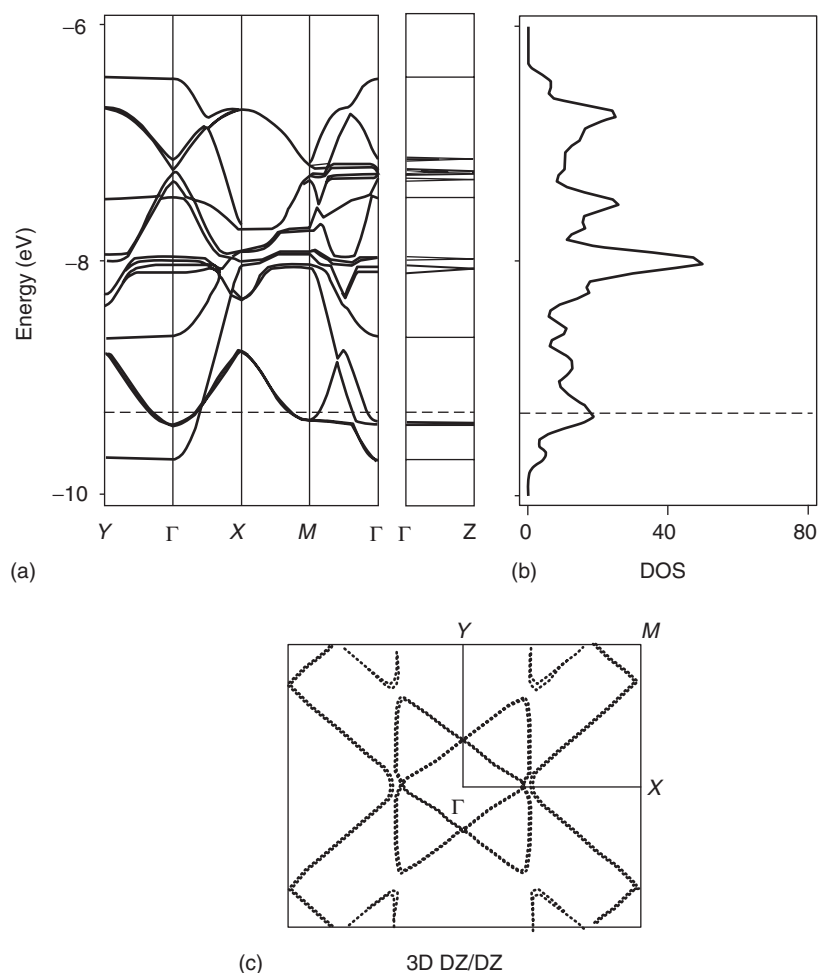 −6
−8
−10
Energy (eV)
Y Γ X M Γ Γ Z
(a)
0 40 80
(b) DOS
Y M
X
Γ
(c) 3D DZ/DZ